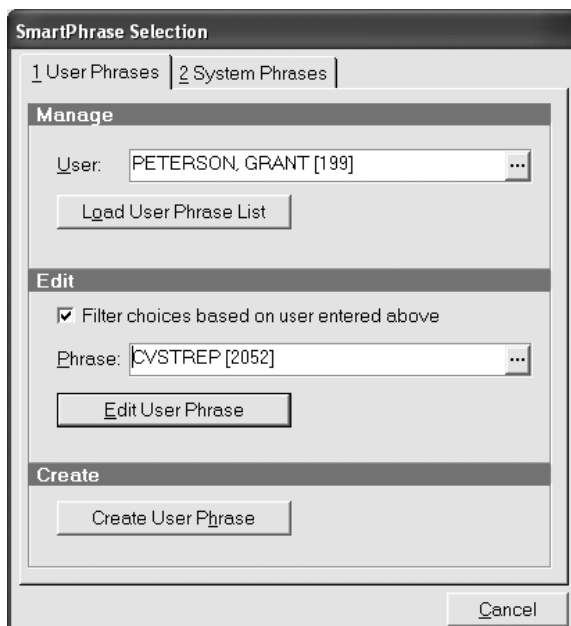 SmartPhrase Selection
1 User Phrases 2 System Phrases
Manage
User: PETERSON, GRANT [199] ...
Load User Phrase List
Edit
Filter choices based on user entered above
Phrase: CVSTREP [2052] ...
Edit User Phrase
Create
Create User Phrase
Cancel